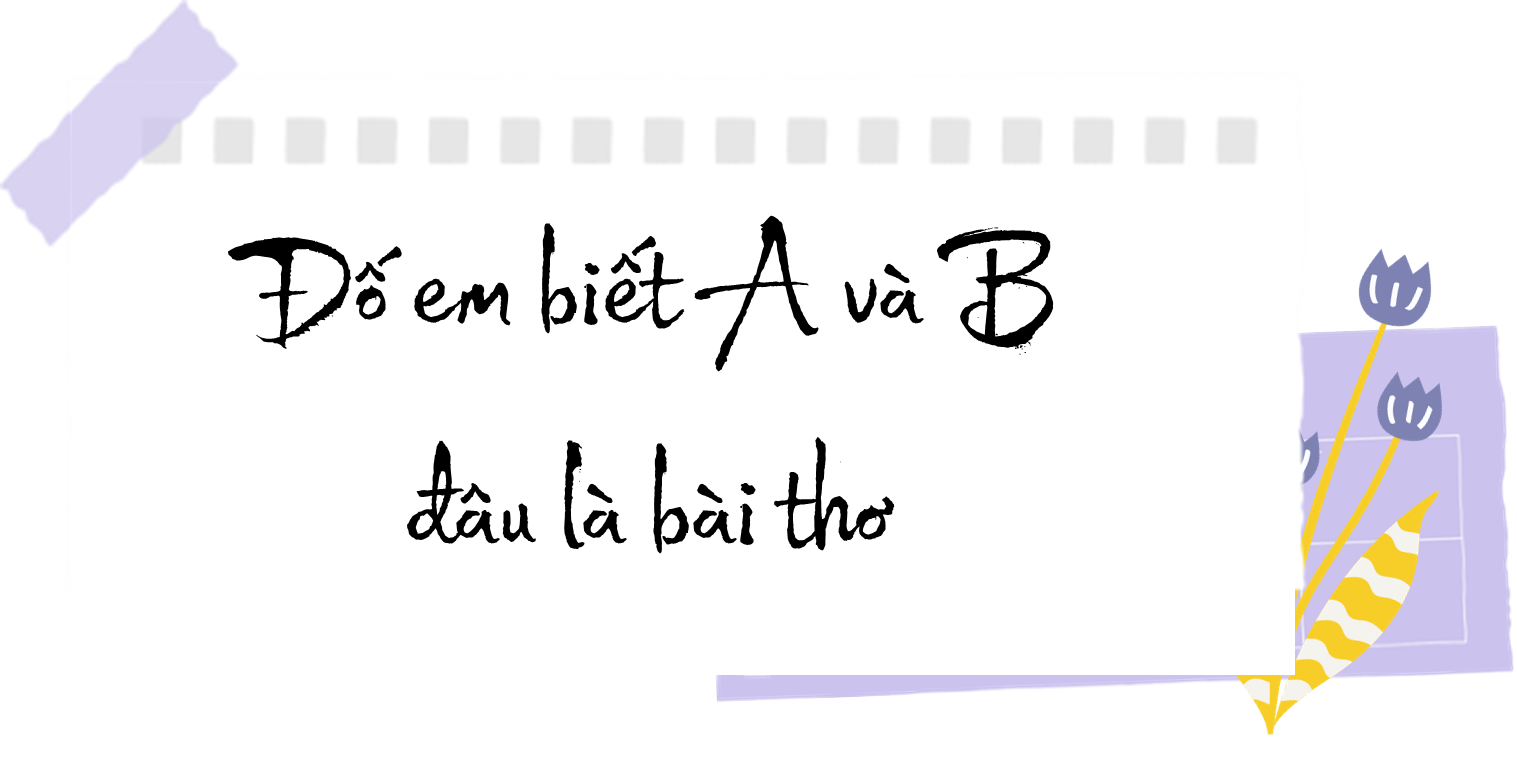 Đố em biết A và B
đâu là bài thơ